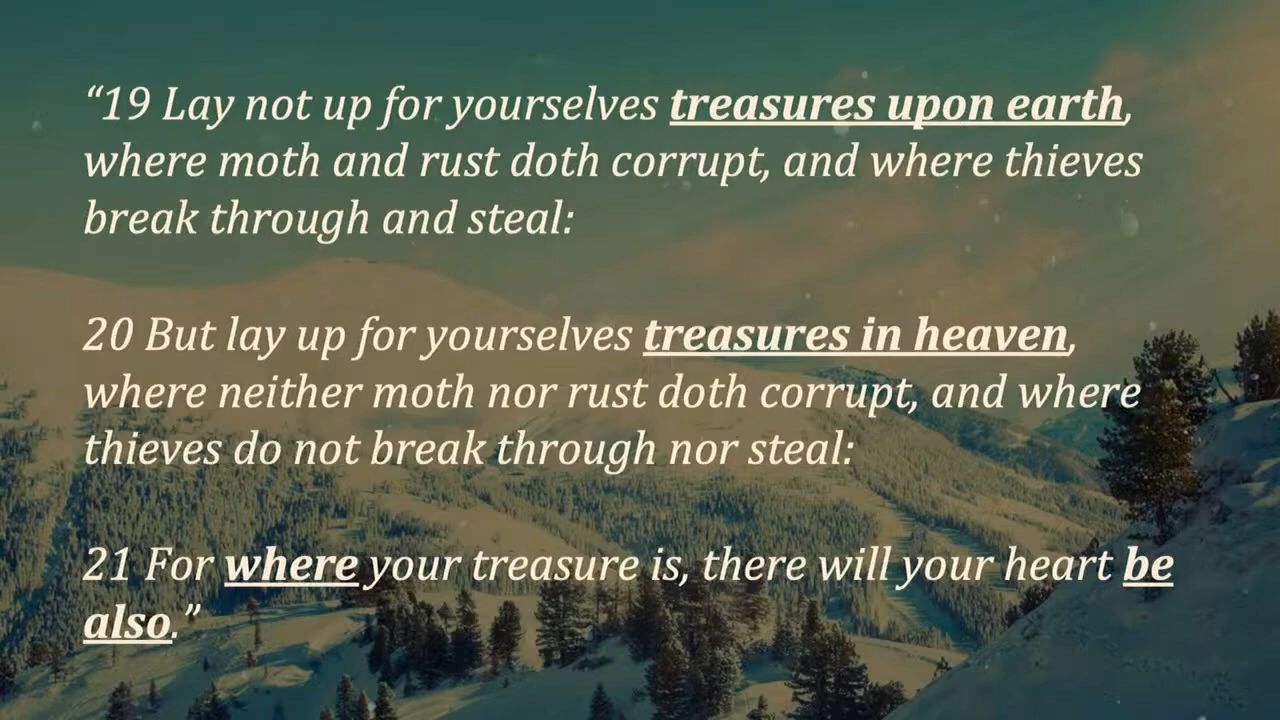 “19 Lay not up for yourselves treasures upon earth,
where moth and rust doth corrupt, and where thieves
break through and steal:
20 But lay up for yourselves treasures in heaven,
where neither moth nor rust doth corrupt, and where
thieves do not break through nor steal:
21 For where your treasure is, there will your heart be
also.”